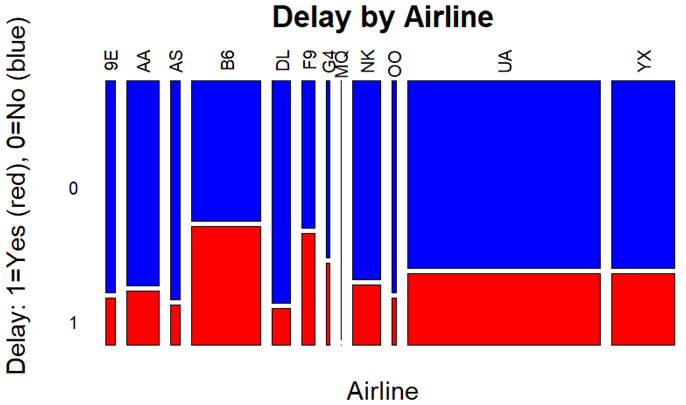 Delay by Airline
9E AA AS B6 DL F9 G4 MQ NK OO UA YX
Delay: 1=Yes (red), 0=No (blue)
0
1
Airline